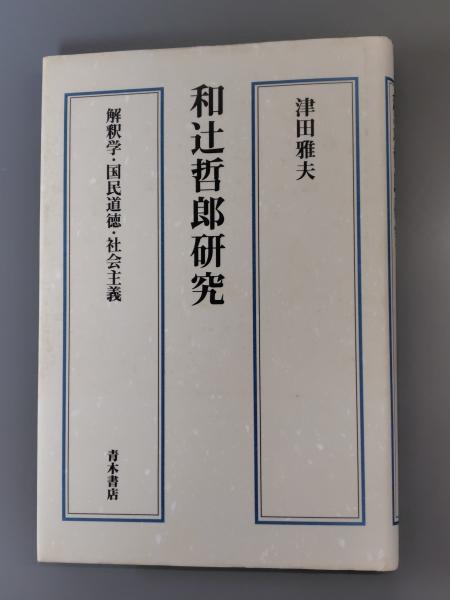 津田雅夫
和辻哲郎研究
解釈学・国民道徳・社会主義
青木書店